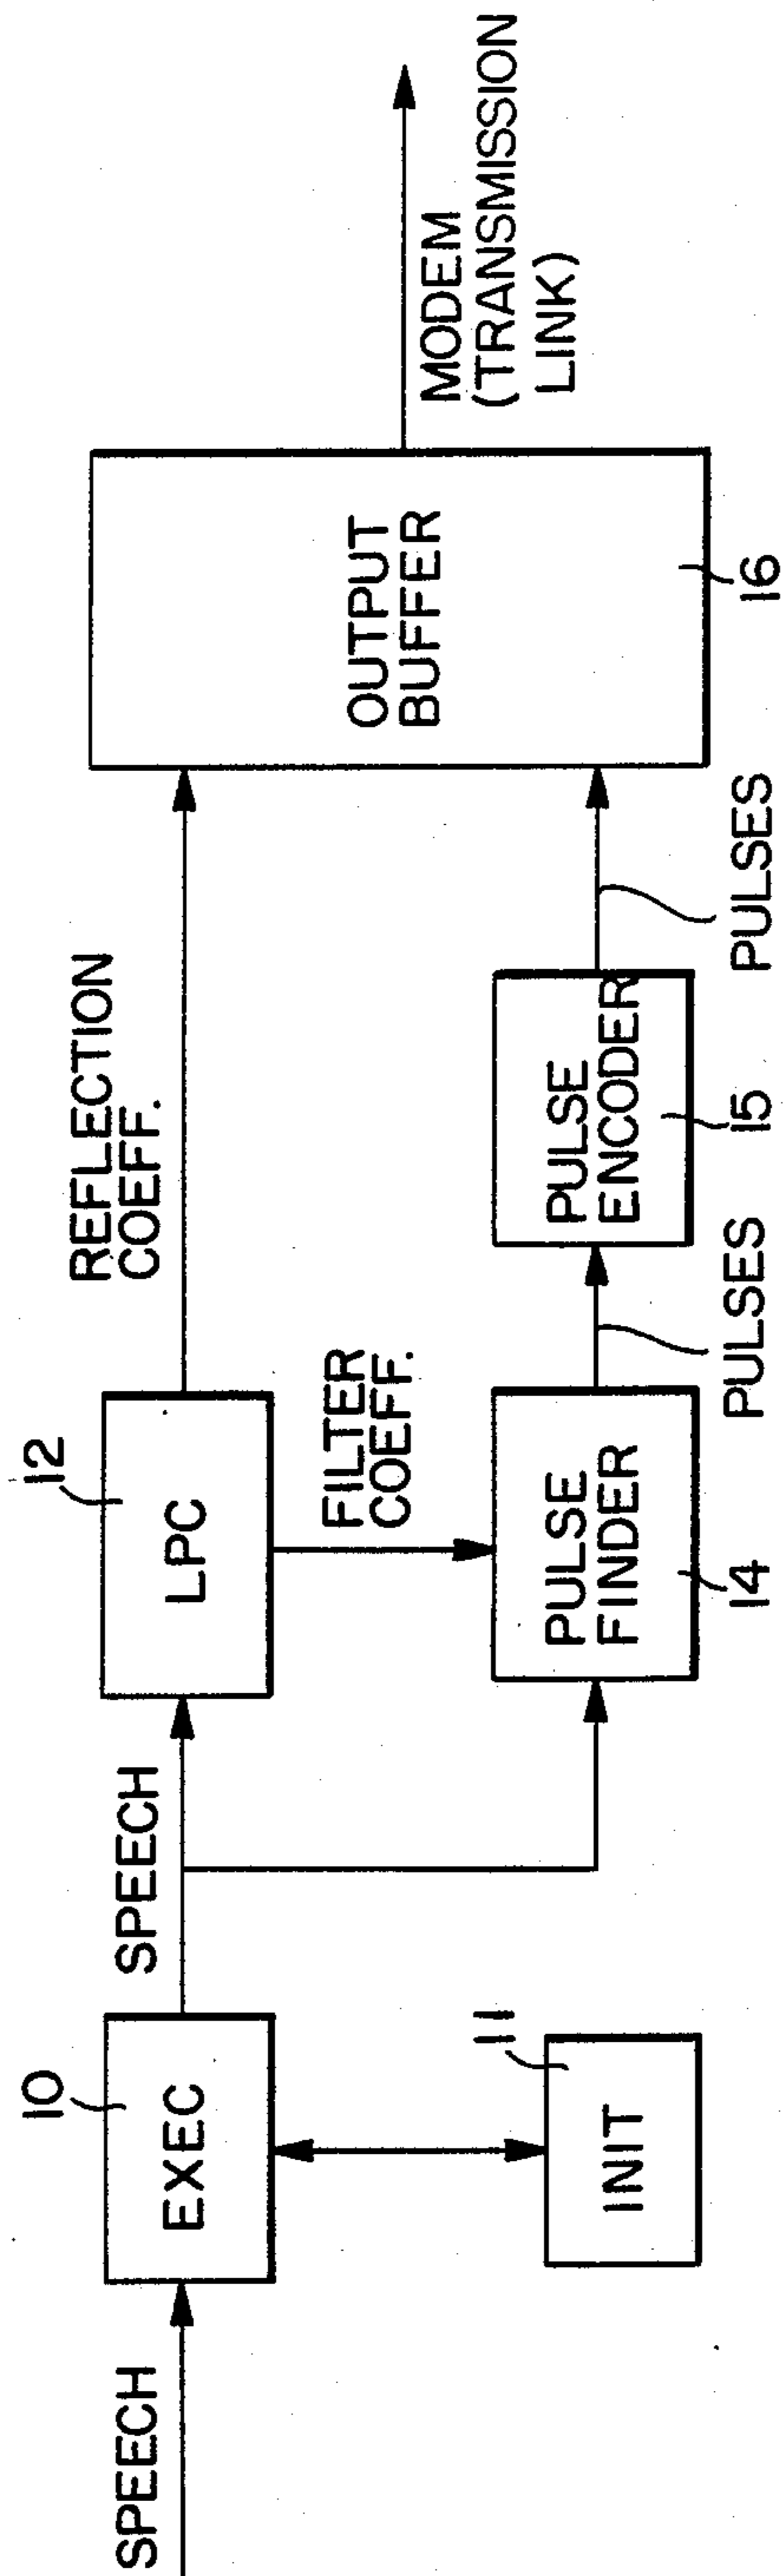 SPEECH
10
EXEC
11
INIT
SPEECH
12
LPC
FILTER
COEFF.
PULSE
FINDER
14
REFLECTION
COEFF.
PULSES
PULSE
ENCODER
15
PULSES
OUTPUT
BUFFER
16
MODEM
(TRANSMISSION
LINK)